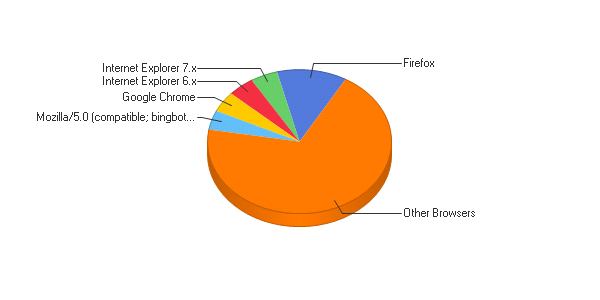 Internet Explorer 7.x
Firefox
Internet Explorer 6.x
Google Chrome
Mozilla/5.0 (compatible; bingbot...
Other Browsers